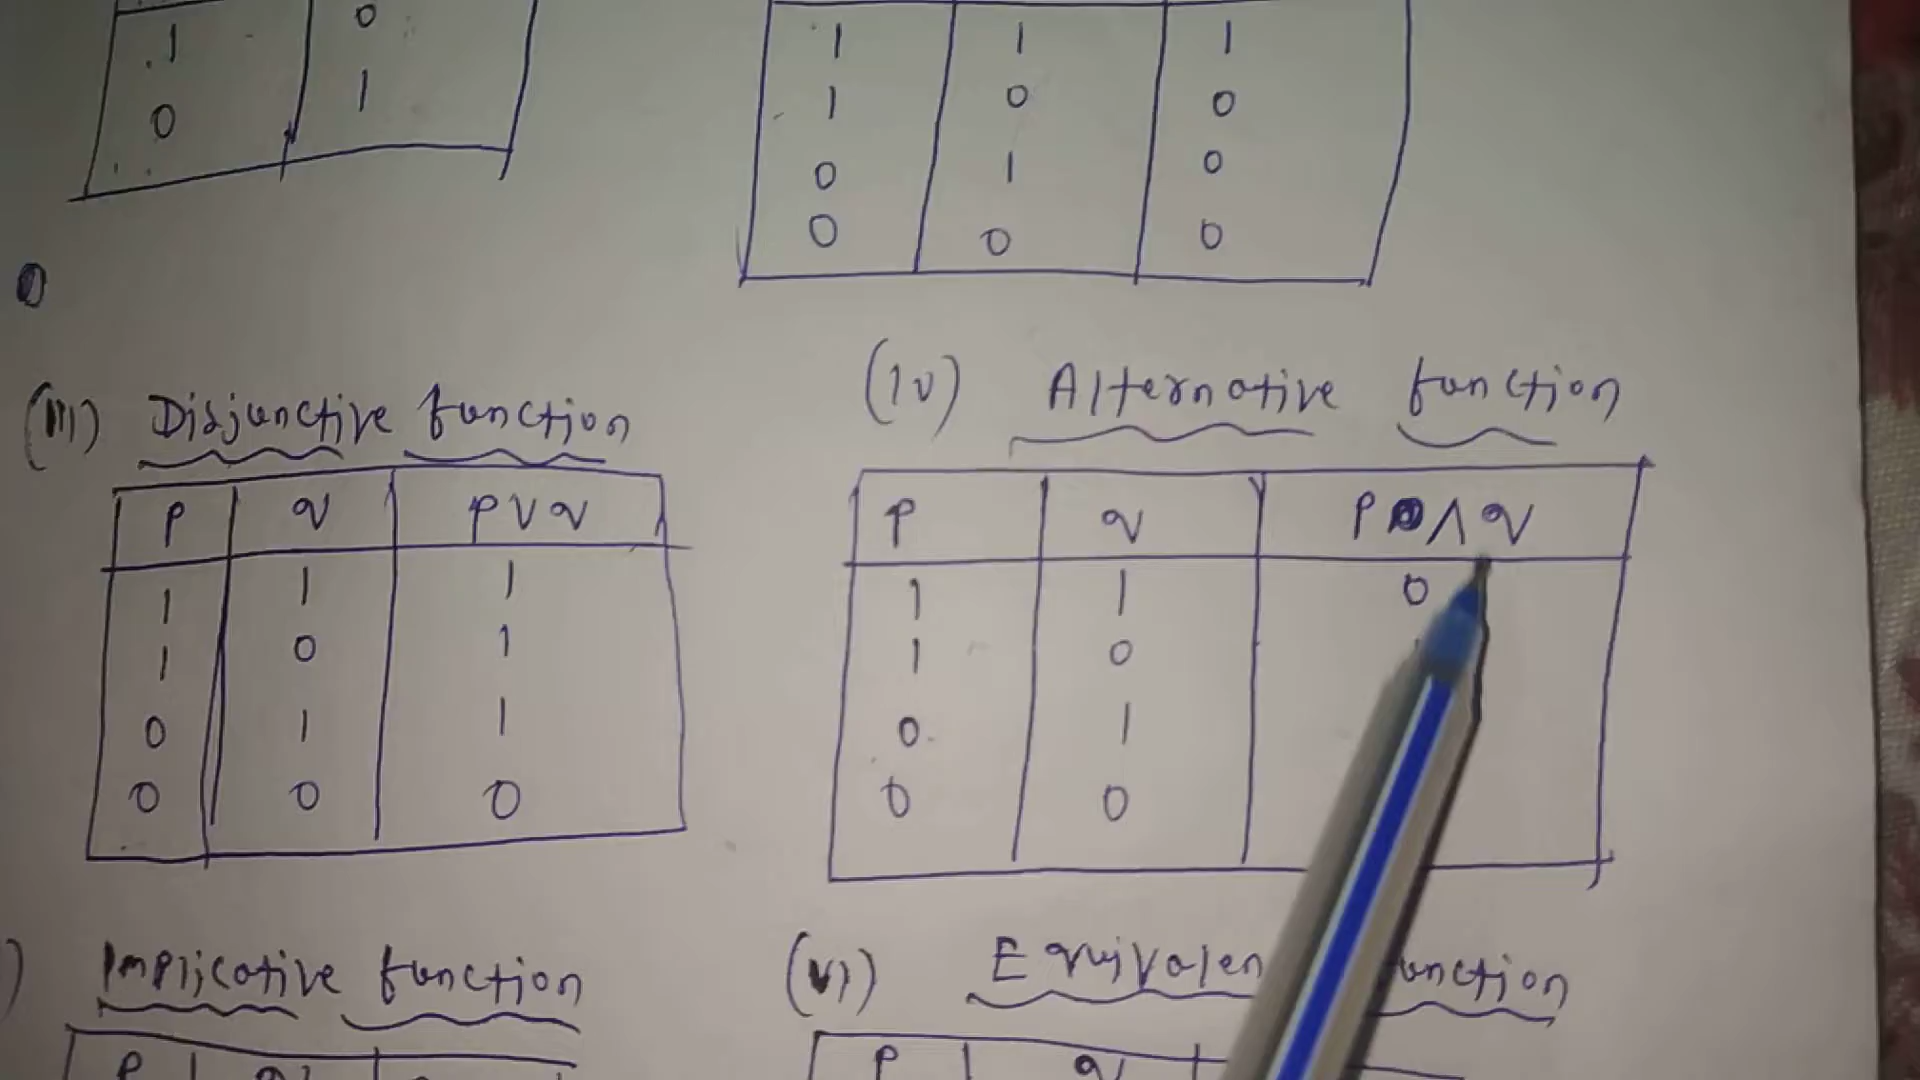 1 0
0 1
1 1 1
1 0 0
0 1 0
0 0 0
(III) Disjunctive function
p q p∨q
1 1 1
1 0 1
0 1 1
0 0 0
(IV) Alternative function
p q p ∧ q
1 1 0
1 0
0 1
0 0
) Implicative function
p q
(VI)
p q